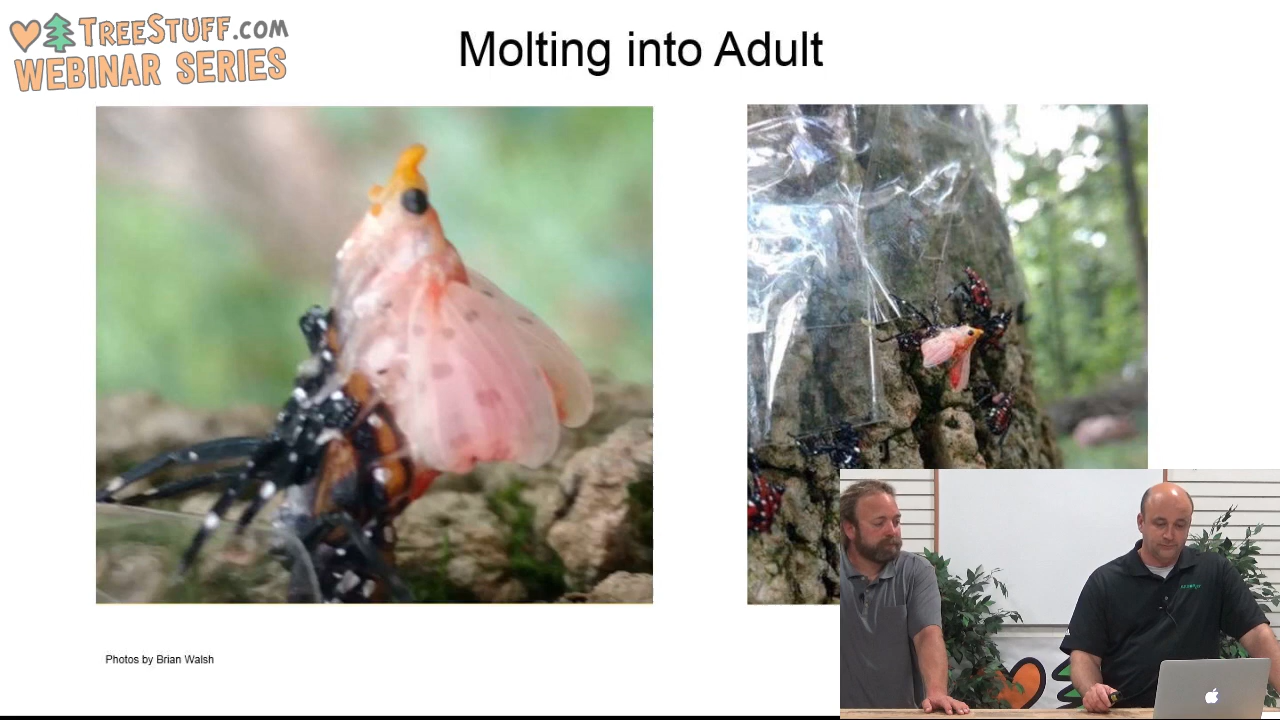 TREESTUFF.COM
WEBINAR SERIES
Molting into Adult
Photos by Brian Walsh